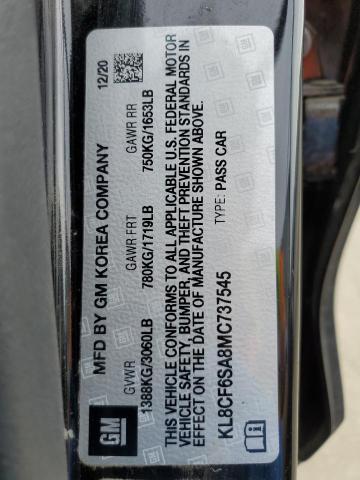 GM
MFD BY GM KOREA COMPANY 12/20
GVWR GAWR FRT GAWR RR
1388KG/3060LB 780KG/1719LB 750KG/1653LB
THIS VEHICLE CONFORMS TO ALL APPLICABLE U.S. FEDERAL MOTOR
VEHICLE SAFETY, BUMPER, AND THEFT PREVENTION STANDARDS IN
EFFECT ON THE DATE OF MANUFACTURE SHOWN ABOVE.
KL8CF6SA8MC737545 TYPE: PASS CAR